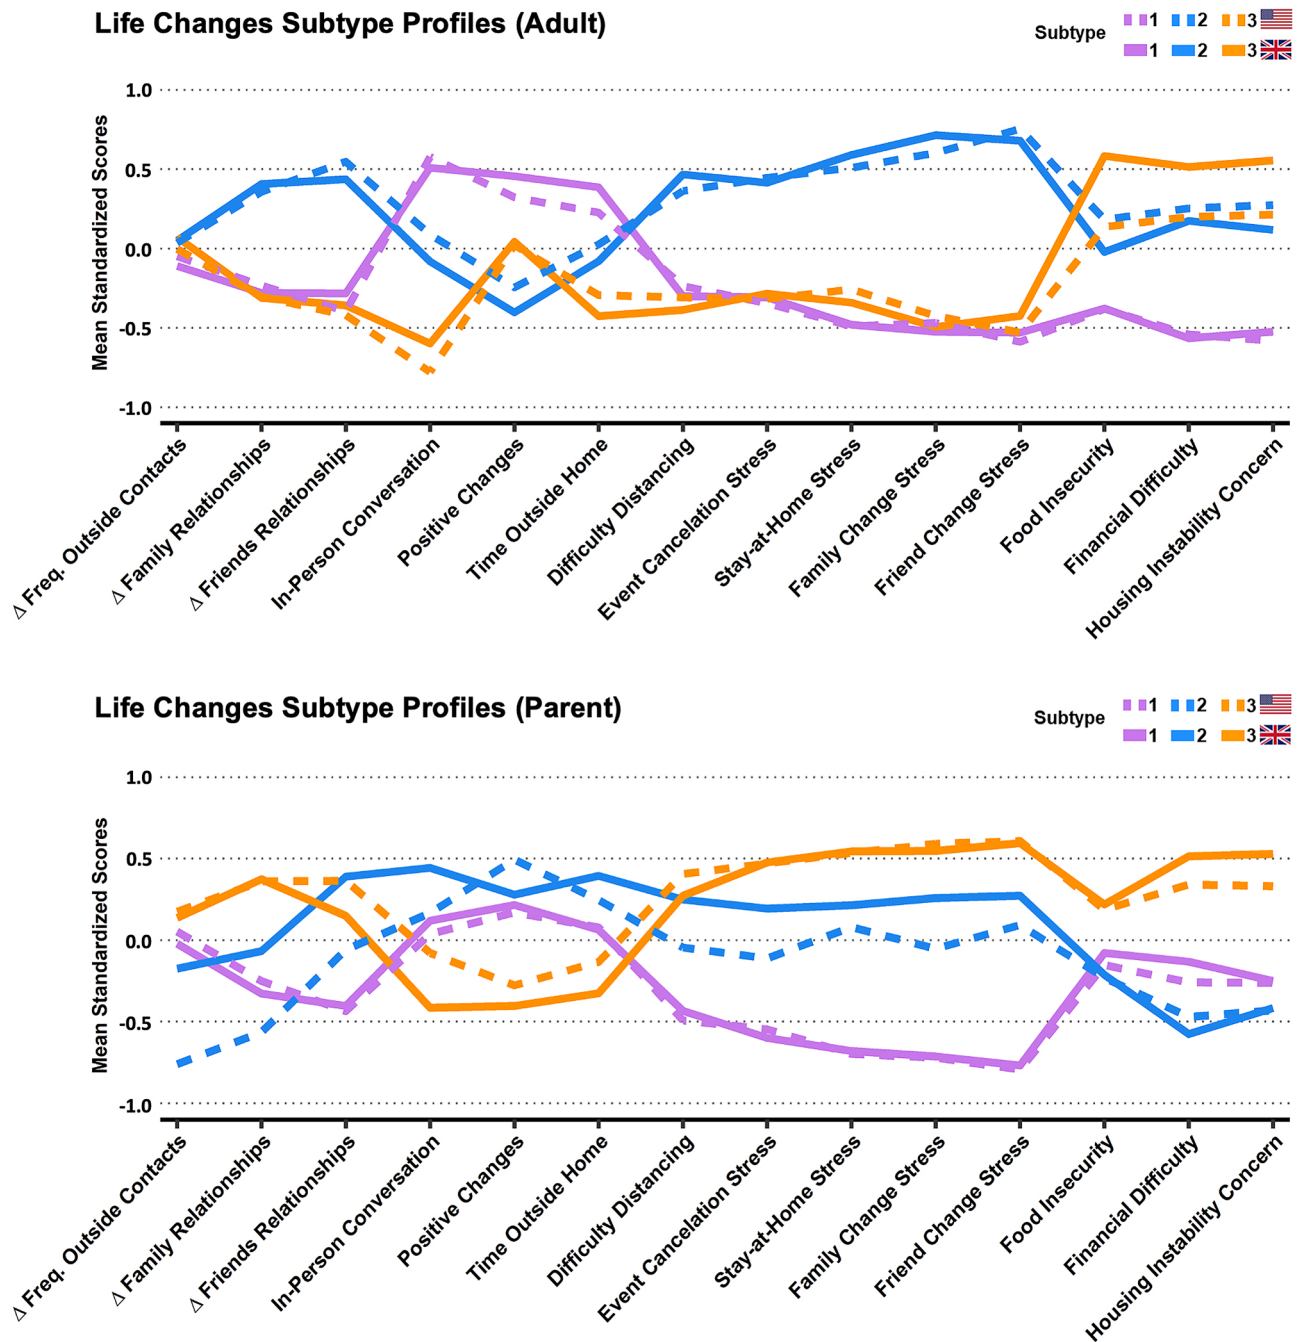 Life Changes Subtype Profiles (Adult)
Subtype
1 2 3
1 2 3
Mean Standardized Scores
1.0
0.5
0.0
-0.5
-1.0
Δ Freq. Outside Contacts
Δ Family Relationships
Δ Friends Relationships
In-Person Conversation
Positive Changes
Time Outside Home
Difficulty Distancing
Event Cancelation Stress
Stay-at-Home Stress
Family Change Stress
Friend Change Stress
Food Insecurity
Financial Difficulty
Housing Instability Concern
Life Changes Subtype Profiles (Parent)
Subtype
1 2 3
1 2 3
Mean Standardized Scores
1.0
0.5
0.0
-0.5
-1.0
Δ Freq. Outside Contacts
Δ Family Relationships
Δ Friends Relationships
In-Person Conversation
Positive Changes
Time Outside Home
Difficulty Distancing
Event Cancelation Stress
Stay-at-Home Stress
Family Change Stress
Friend Change Stress
Food Insecurity
Financial Difficulty
Housing Instability Concern